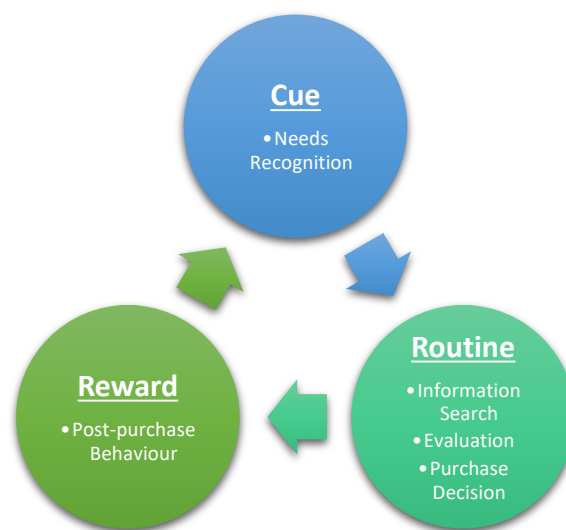 Cue
•Needs
Recognition
Routine
•Information
Search
•Evaluation
•Purchase
Decision
Reward
•Post-purchase
Behaviour